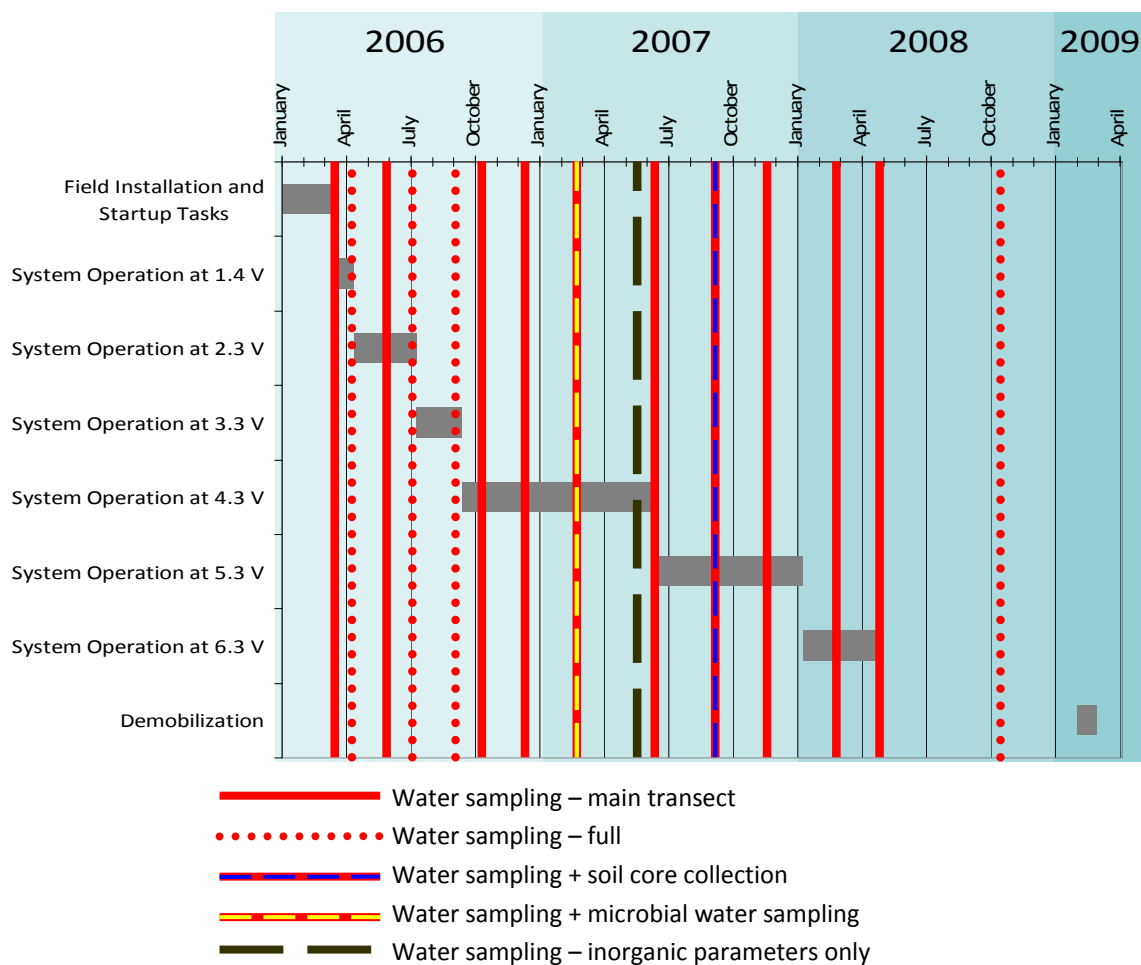 2006 2007 2008 2009
January April July October January April July October January April July October January April
Field Installation and
Startup Tasks
System Operation at 1.4 V
System Operation at 2.3 V
System Operation at 3.3 V
System Operation at 4.3 V
System Operation at 5.3 V
System Operation at 6.3 V
Demobilization
Water sampling – main transect
Water sampling – full
Water sampling + soil core collection
Water sampling + microbial water sampling
Water sampling – inorganic parameters only